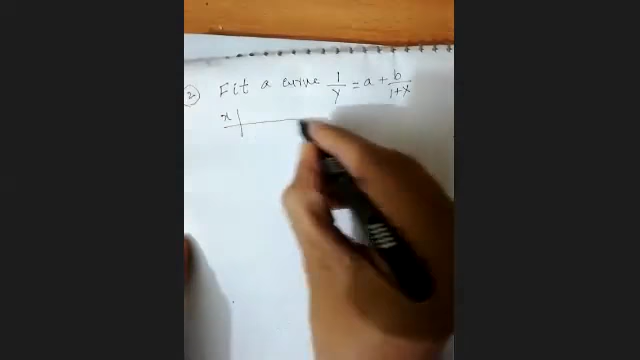 ② Fit a curve 1/y = a + b/(1+x)
x